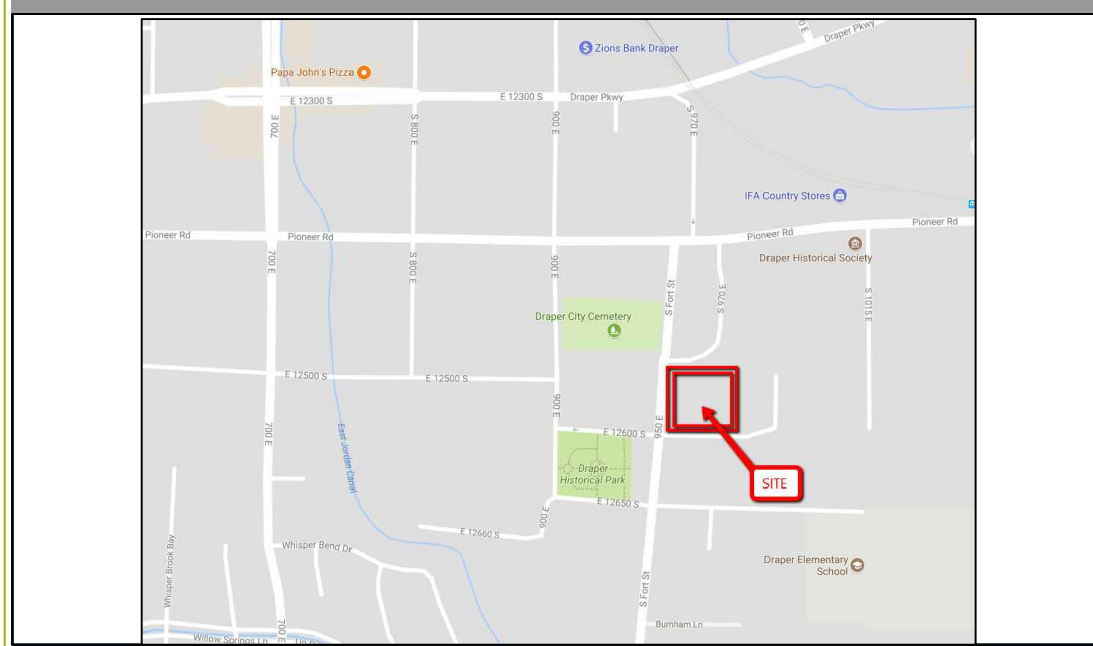 Draper Pkwy
Zions Bank Draper
Papa John's Pizza
E 12300 S
E 12300 S
Draper Pkwy
700 E
S 800 E
900 E
S 970 E
IFA Country Stores
Pioneer Rd
Pioneer Rd
Pioneer Rd
Pioneer Rd
Draper Historical Society
700 E
S 800 E
900 E
S Fort St
S 970 E
S 1015 E
Draper City Cemetery
E 12500 S
E 12500 S
900 E
700 E
East Jordan Canal
E 12600 S
950 E
Draper
Historical Park
SITE
E 12650 S
900 E
E 12660 S
Whisper Bend Dr
Whisper Brook Bay
Draper Elementary
School
S Fort St
Burnham Ln
700 E
Willow Springs Ln